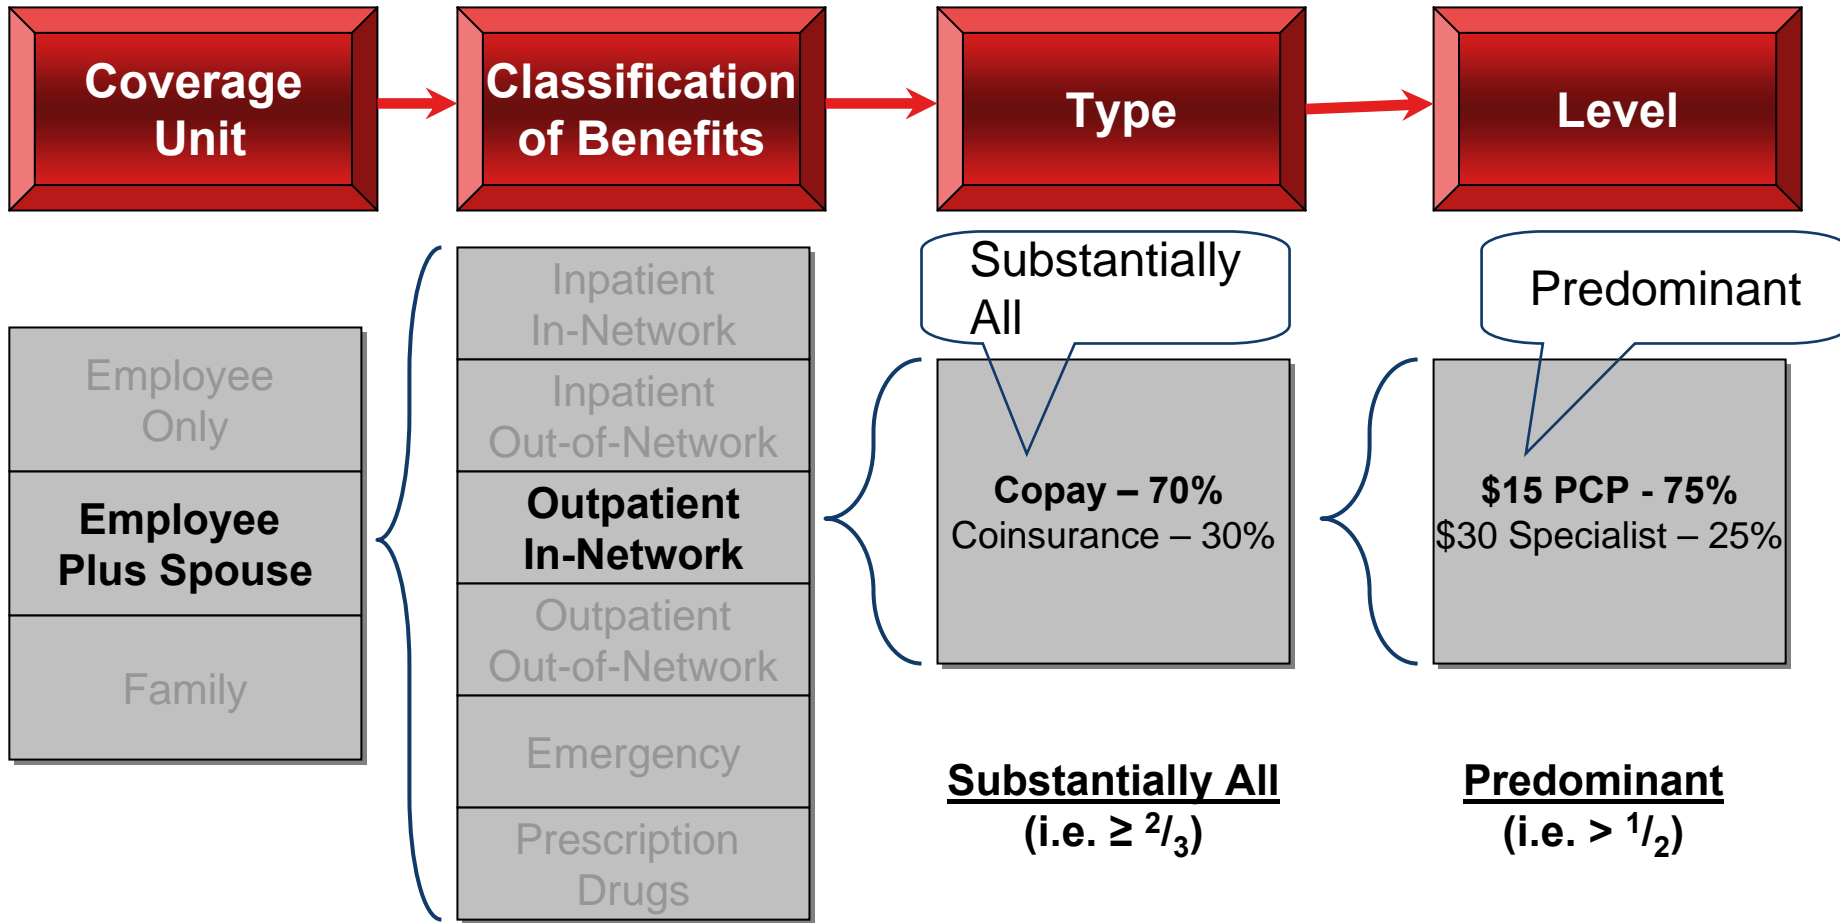 Coverage
Unit
Classification
of Benefits
Type
Level
Employee
Only
Employee
Plus Spouse
Family
Inpatient
In-Network
Inpatient
Out-of-Network
Outpatient
In-Network
Outpatient
Out-of-Network
Emergency
Prescription
Drugs
Substantially
All
Copay – 70%
Coinsurance – 30%
Substantially All
(i.e. ≥ 2/3)
Predominant
$15 PCP - 75%
$30 Specialist – 25%
Predominant
(i.e. > 1/2)